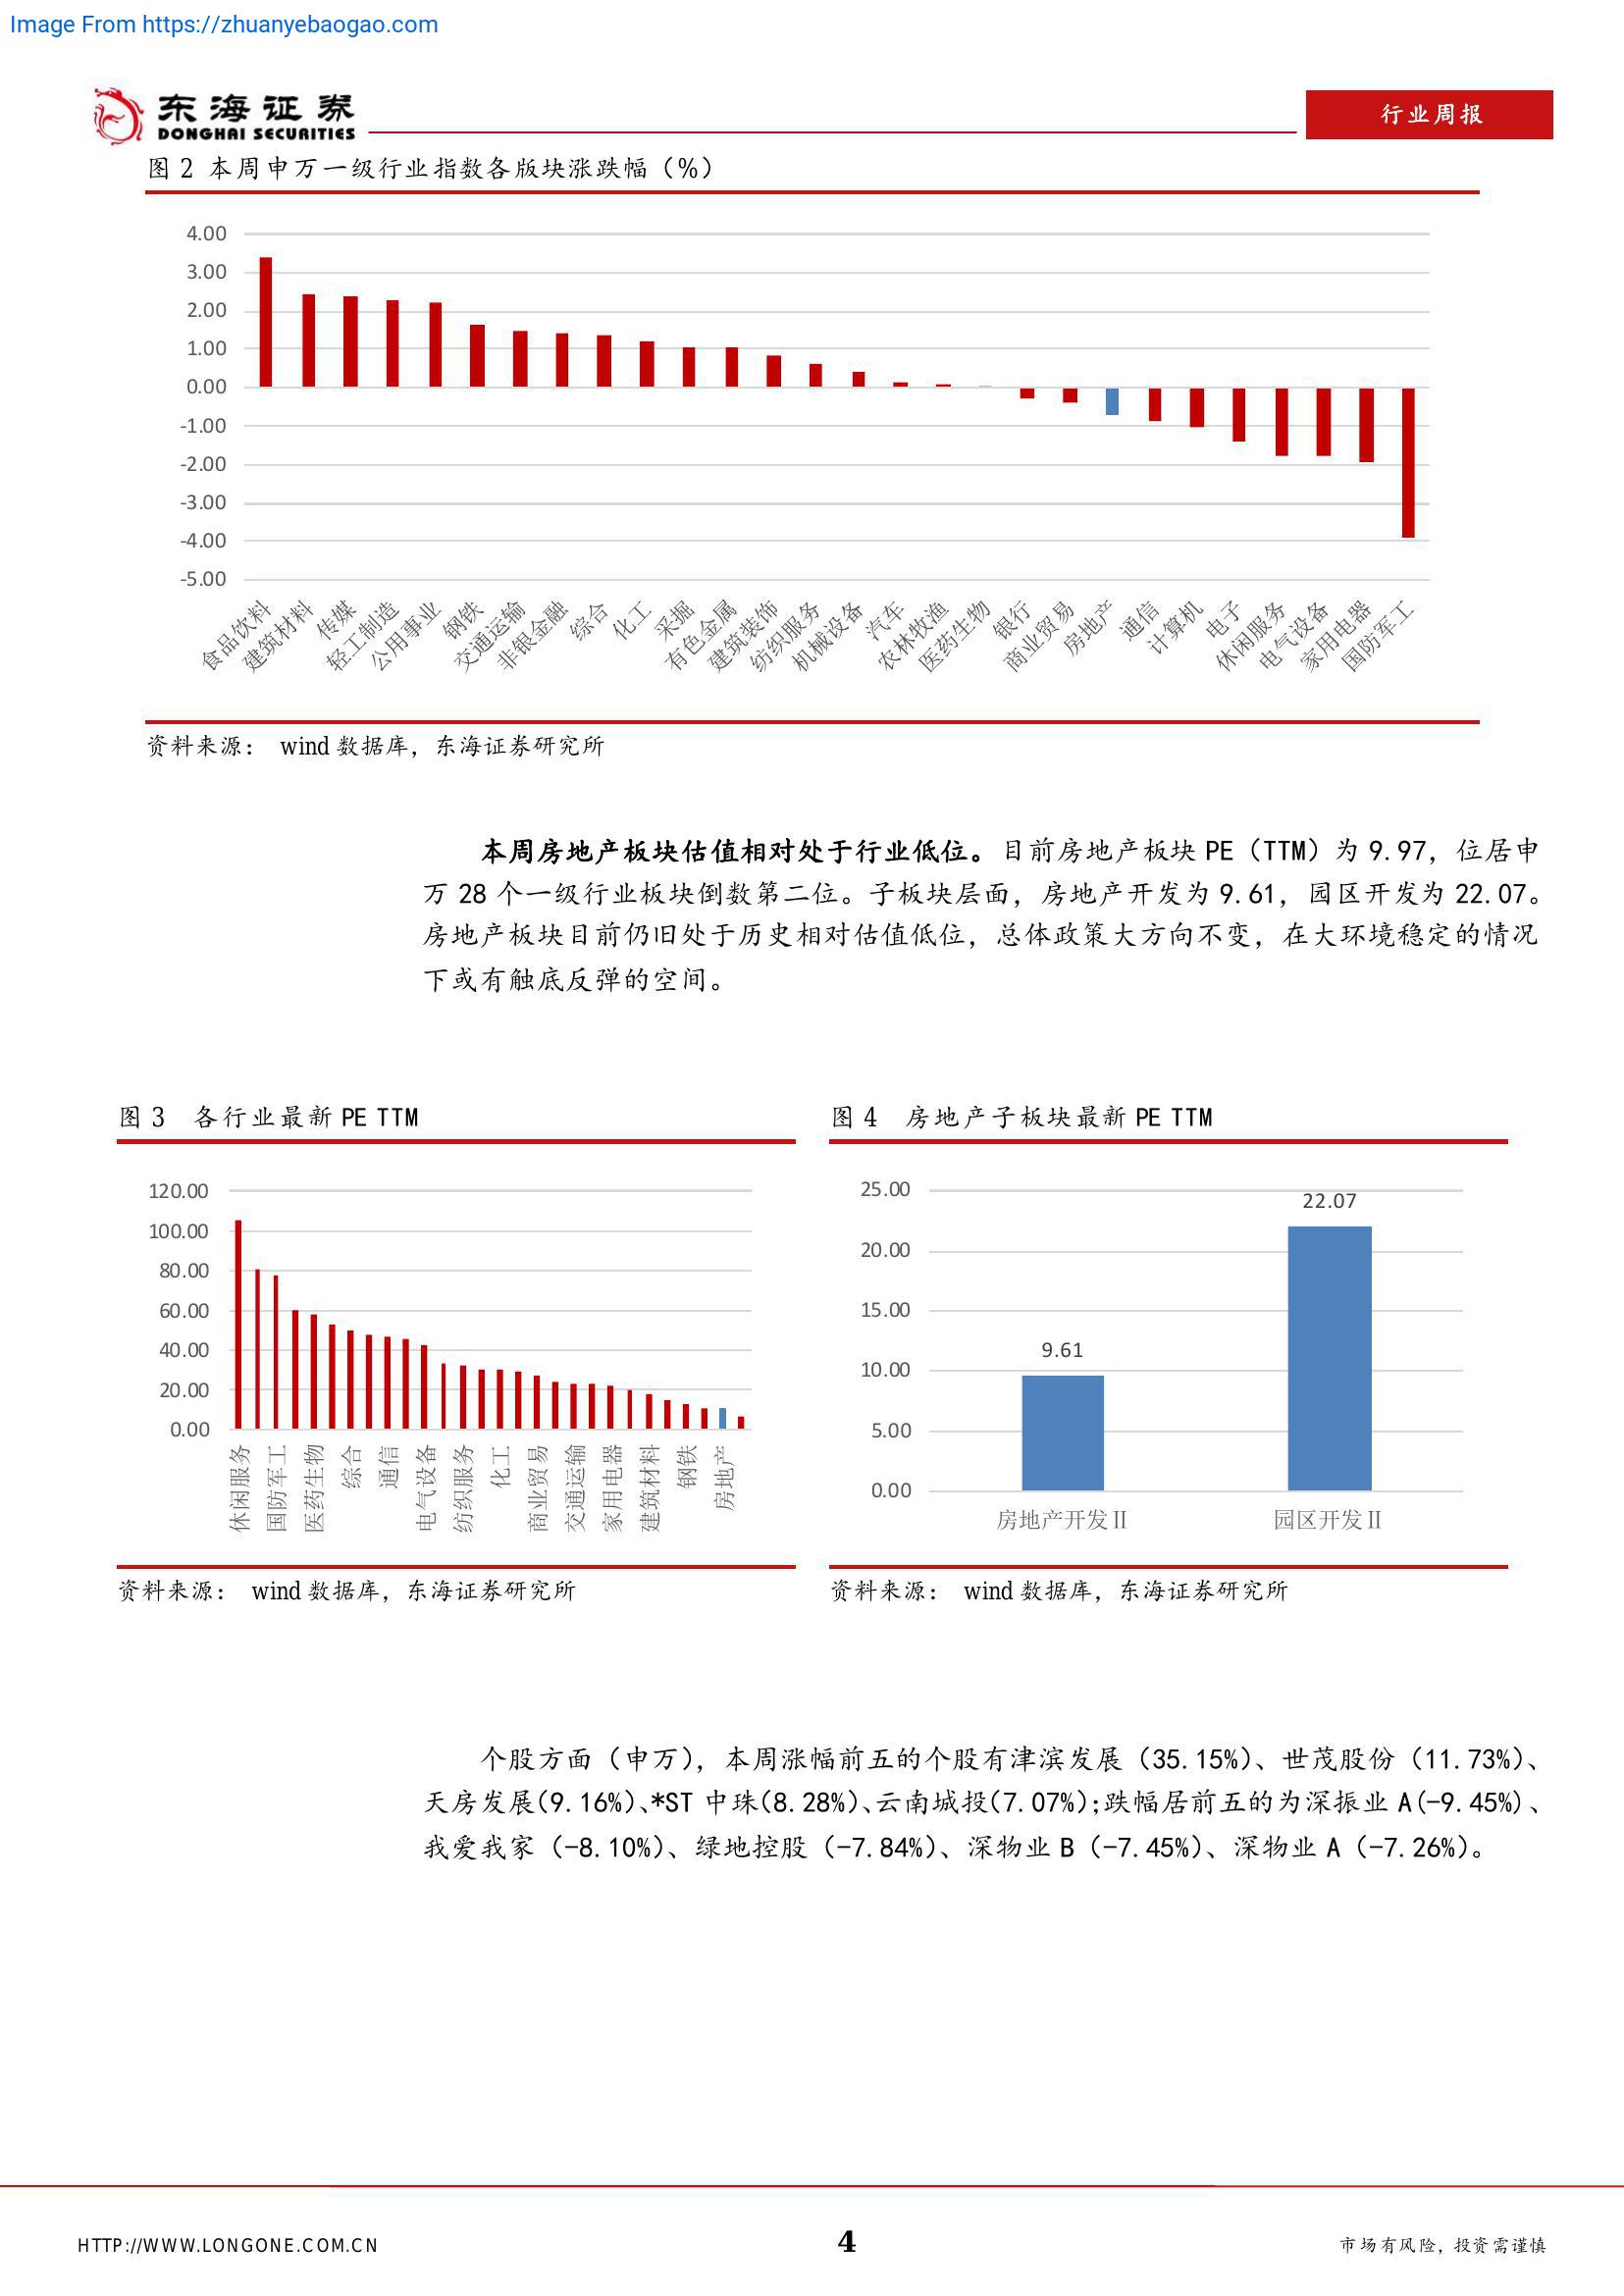 Image From https://zhuanyebaogao.com
东海证券
DONGHAI SECURITIES
行业周报
图 2 本周申万一级行业指数各版块涨跌幅（%）
4.00
3.00
2.00
1.00
0.00
-1.00
-2.00
-3.00
-4.00
-5.00
食品饮料
建筑材料
传媒
轻工制造
公用事业
钢铁
交通运输
非银金融
综合
化工
采掘
有色金属
建筑装饰
纺织服务
机械设备
汽车
农林牧渔
医药生物
银行
商业贸易
房地产
通信
计算机
电子
休闲服务
电气设备
家用电器
国防军工
资料来源： wind 数据库，东海证券研究所
本周房地产板块估值相对处于行业低位。目前房地产板块 PE（TTM）为 9.97，位居申
万 28 个一级行业板块倒数第二位。子板块层面，房地产开发为 9.61，园区开发为 22.07。
房地产板块目前仍旧处于历史相对估值低位，总体政策大方向不变，在大环境稳定的情况
下或有触底反弹的空间。
图 3 各行业最新 PE TTM
120.00
100.00
80.00
60.00
40.00
20.00
0.00
休闲服务
国防军工
医药生物
综合
通信
电气设备
纺织服务
化工
商业贸易
交通运输
家用电器
建筑材料
钢铁
房地产
资料来源： wind 数据库，东海证券研究所
图 4 房地产子板块最新 PE TTM
25.00
20.00
15.00
10.00
5.00
0.00
9.61
22.07
房地产开发Ⅱ
园区开发Ⅱ
资料来源： wind 数据库，东海证券研究所
个股方面（申万），本周涨幅前五的个股有津滨发展（35.15%）、世茂股份（11.73%）、
天房发展(9.16%)、*ST 中珠(8.28%)、云南城投(7.07%);跌幅居前五的为深振业 A(-9.45%)、
我爱我家（-8.10%）、绿地控股（-7.84%）、深物业 B（-7.45%）、深物业 A（-7.26%）。
HTTP://WWW.LONGONE.COM.CN
4
市场有风险，投资需谨慎